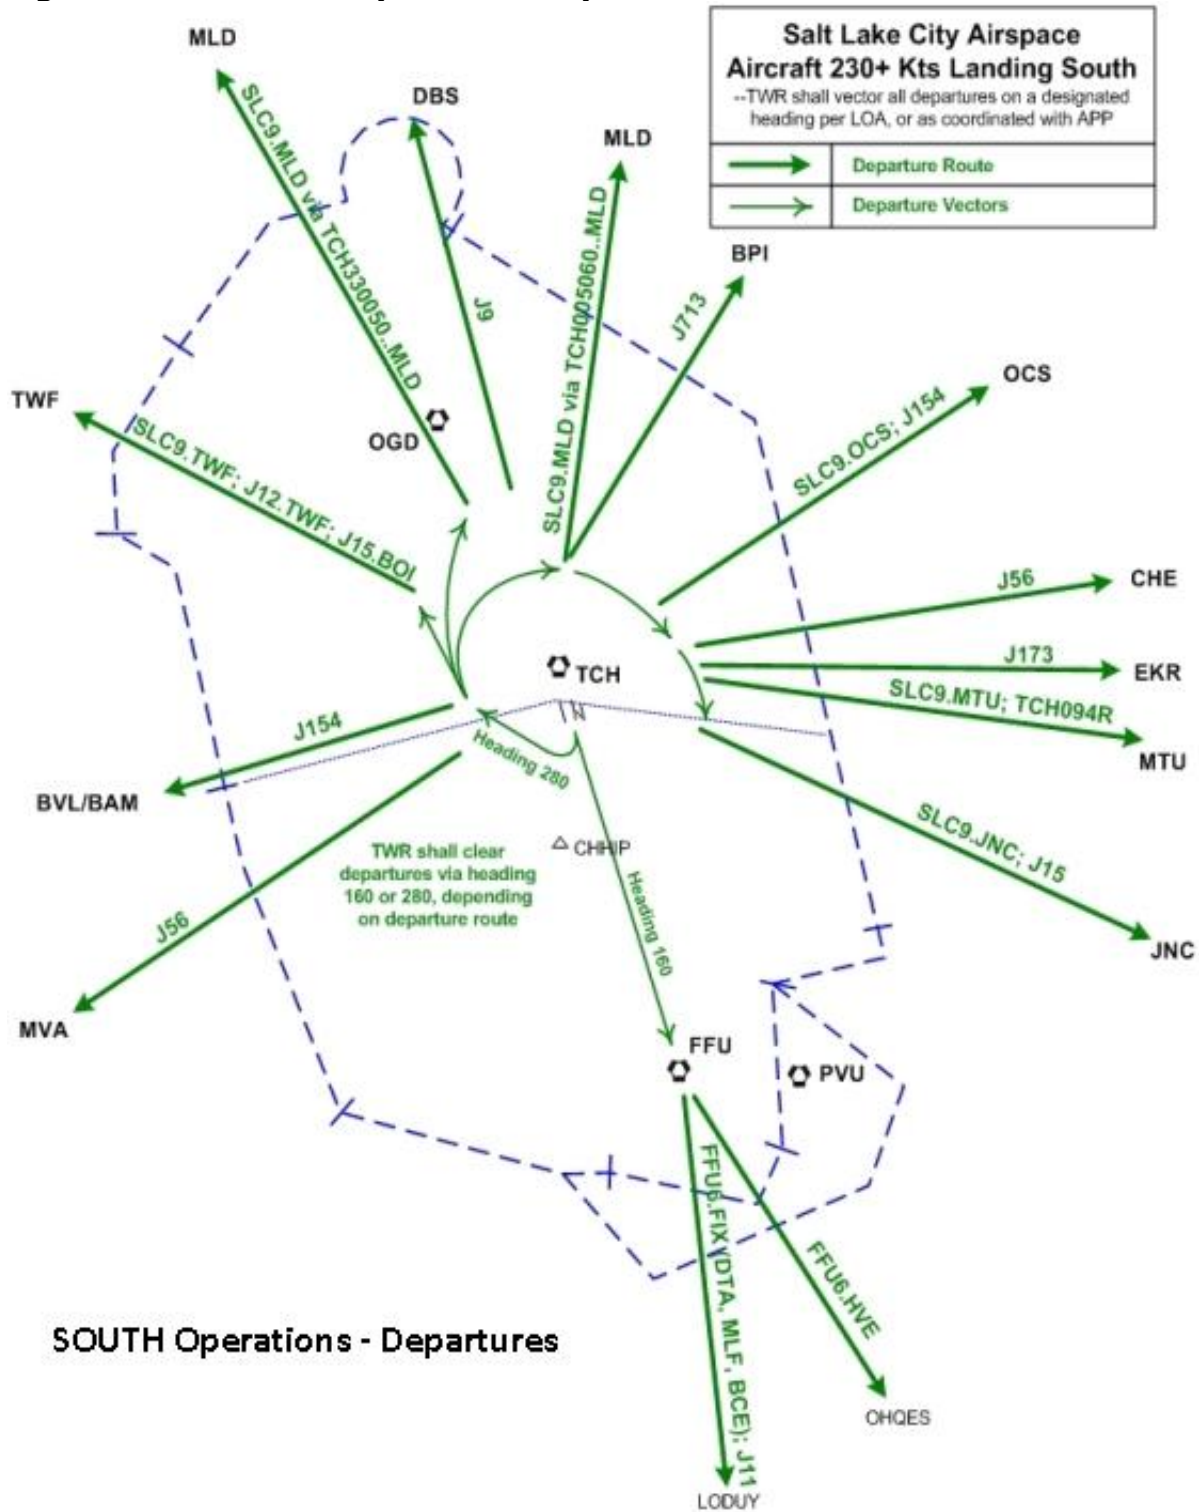 MLD
DBS
MLD
BPI
OCS
TWF
OGD
CHE
EKR
MTU
JNC
TCH
BVL/BAM
MVA
CHHIP
FFU
PVU
OHQES
LODUY
Salt Lake City Airspace
Aircraft 230+ Kts Landing South
--TWR shall vector all departures on a designated
heading per LOA, or as coordinated with APP
Departure Route
Departure Vectors
SLC9.MLD via TCH330050..MLD
J9
SLC9.MLD via TCH005060..MLD
J713
SLC9.OCS; J154
SLC9.TWF; J12.TWF; J15.BOI
J56
J173
SLC9.MTU; TCH094R
SLC9.JNC; J15
J154
Heading 280
J56
TWR shall clear
departures via heading
160 or 280, depending
on departure route
Heading 160
FFU6.FIX (DTA, MLF, BCE); J11
FFU6.HVE
SOUTH Operations - Departures